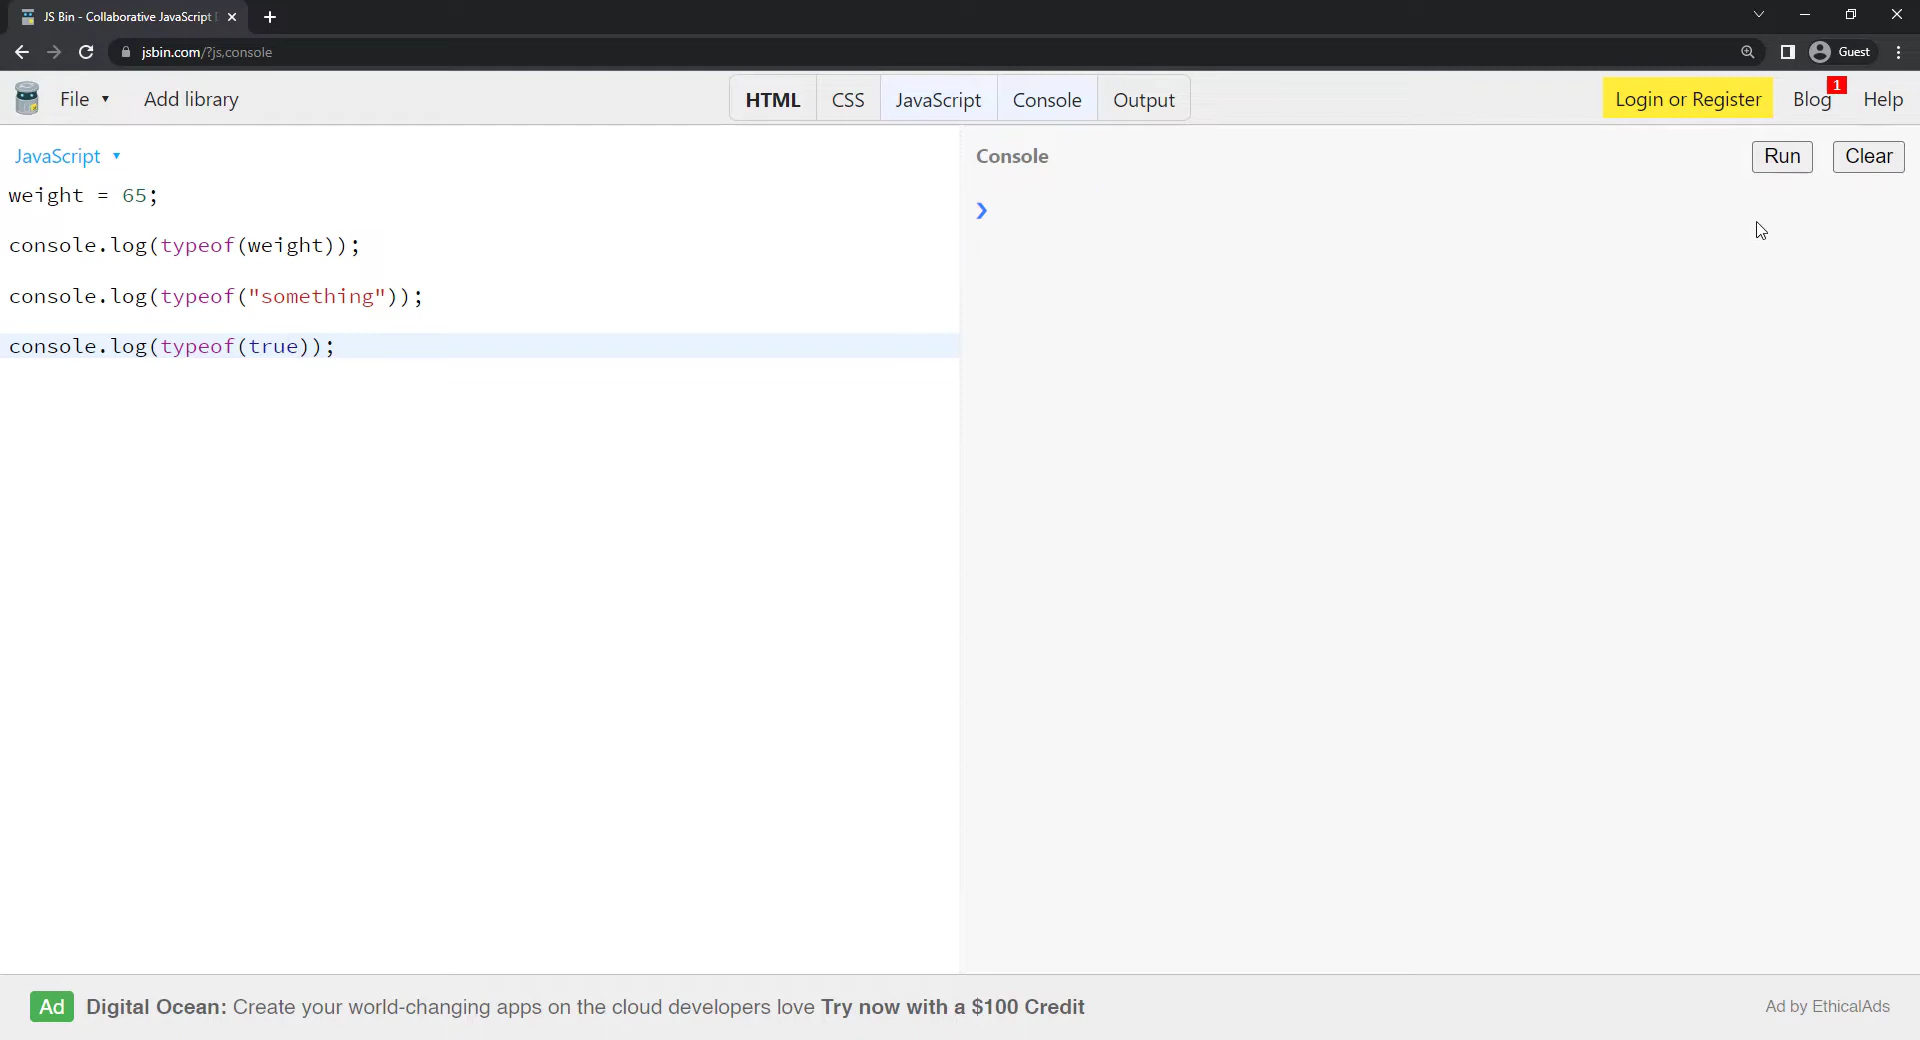 JS Bin - Collaborative JavaScript
jsbin.com/?js,console
Guest
File
Add library
HTML
CSS
JavaScript
Console
Output
Login or Register
Blog
1
Help
JavaScript
weight = 65;
console.log(typeof(weight));
console.log(typeof("something"));
console.log(typeof(true));
Console
Run
Clear
Ad
Digital Ocean: Create your world-changing apps on the cloud developers love Try now with a $100 Credit
Ad by EthicalAds